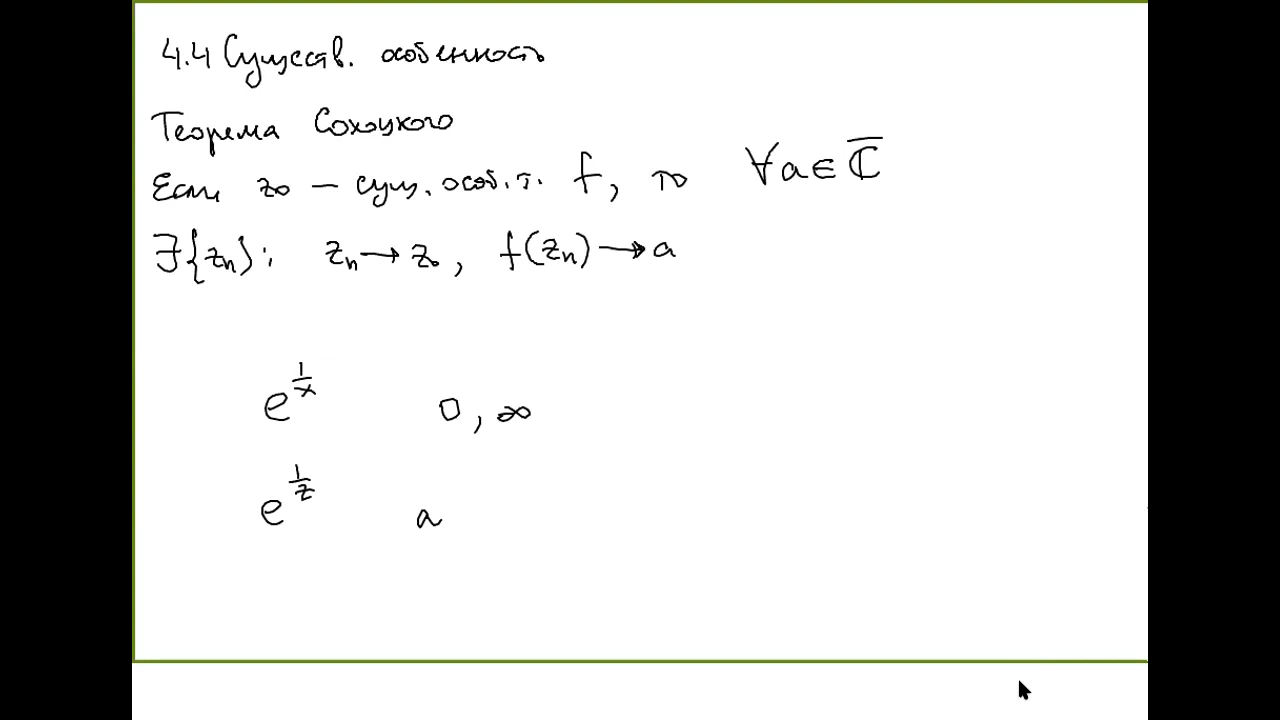 4.4 Существ. особенность
Теорема Сохоцкого
Если z₀ – сущ. особ. т. f, то ∀a∈ℂ̅
∃{zₙ}: zₙ→z₀, f(zₙ)→a
e^{1/x} 0, ∞
e^{1/z} a